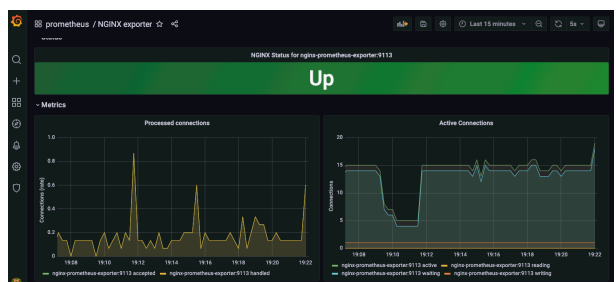 prometheus / NGINX exporter
Last 15 minutes
5s
Status
NGINX Status for nginx-prometheus-exporter:9113
Up
Metrics
Processed connections
Connections (rate)
1.0
0.8
0.6
0.4
0.2
0
19:08 19:10 19:12 19:14 19:16 19:18 19:20 19:22
nginx-prometheus-exporter:9113 accepted nginx-prometheus-exporter:9113 handled
Active Connections
Connections
20
15
10
5
0
19:08 19:10 19:12 19:14 19:16 19:18 19:20 19:22
nginx-prometheus-exporter:9113 active nginx-prometheus-exporter:9113 reading
nginx-prometheus-exporter:9113 waiting nginx-prometheus-exporter:9113 writing